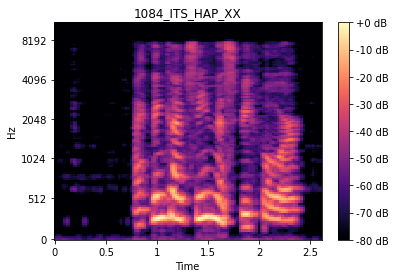 1084_ITS_HAP_XX
8192
4096
2048
1024
512
0
Hz
0
0.5
1
1.5
2
2.5
Time
+0 dB
-10 dB
-20 dB
-30 dB
-40 dB
-50 dB
-60 dB
-70 dB
-80 dB